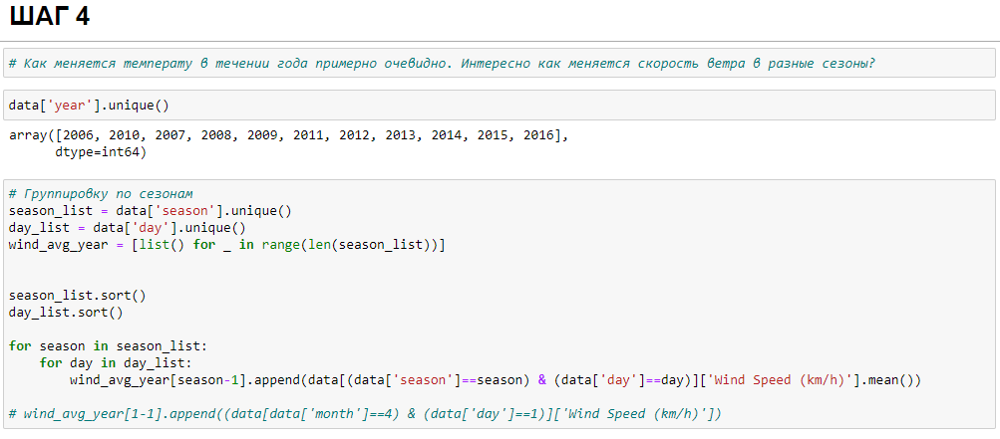 ШАГ 4
# Как меняется температу в течении года примерно очевидно. Интересно как меняется скорость ветра в разные сезоны?
data['year'].unique()
array([2006, 2010, 2007, 2008, 2009, 2011, 2012, 2013, 2014, 2015, 2016],
      dtype=int64)
# Группировку по сезонам
season_list = data['season'].unique()
day_list = data['day'].unique()
wind_avg_year = [list() for _ in range(len(season_list))]
season_list.sort()
day_list.sort()
for season in season_list:
    for day in day_list:
        wind_avg_year[season-1].append(data[(data['season']==season) & (data['day']==day)]['Wind Speed (km/h)'].mean())
# wind_avg_year[1-1].append((data[data['month']==4) & (data['day']==1)]['Wind Speed (km/h)'])